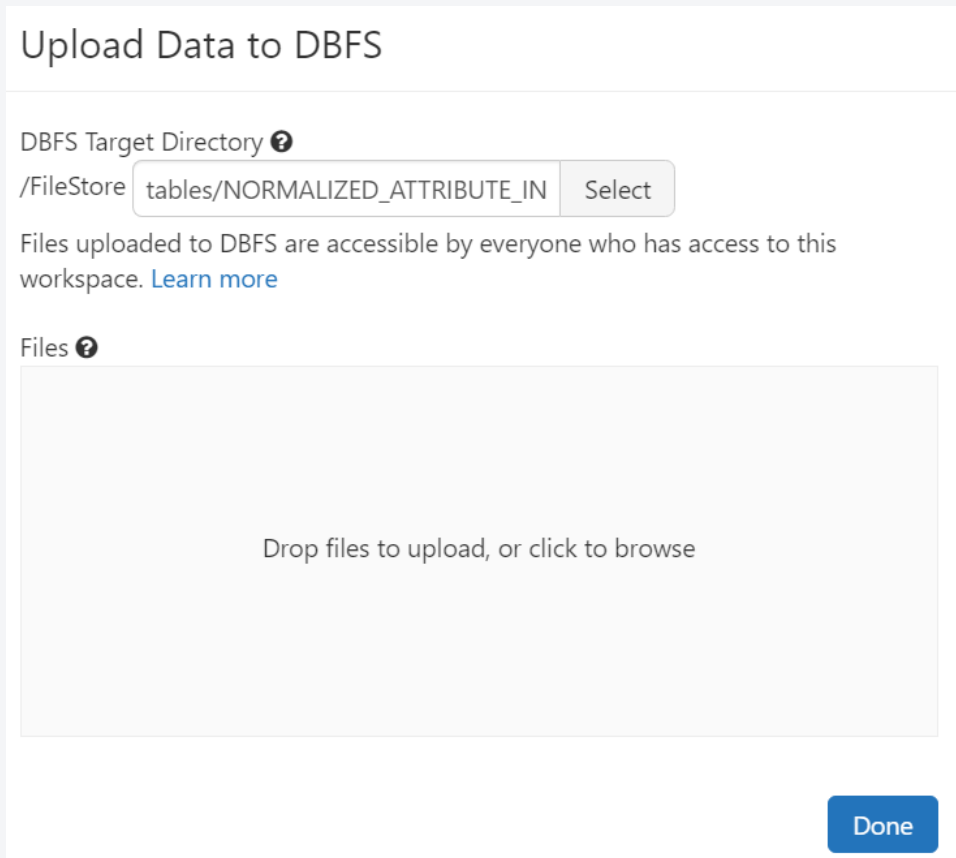 Upload Data to DBFS
DBFS Target Directory ?
/FileStore tables/NORMALIZED_ATTRIBUTE_IN Select
Files uploaded to DBFS are accessible by everyone who has access to this
workspace. Learn more
Files ?
Drop files to upload, or click to browse
Done